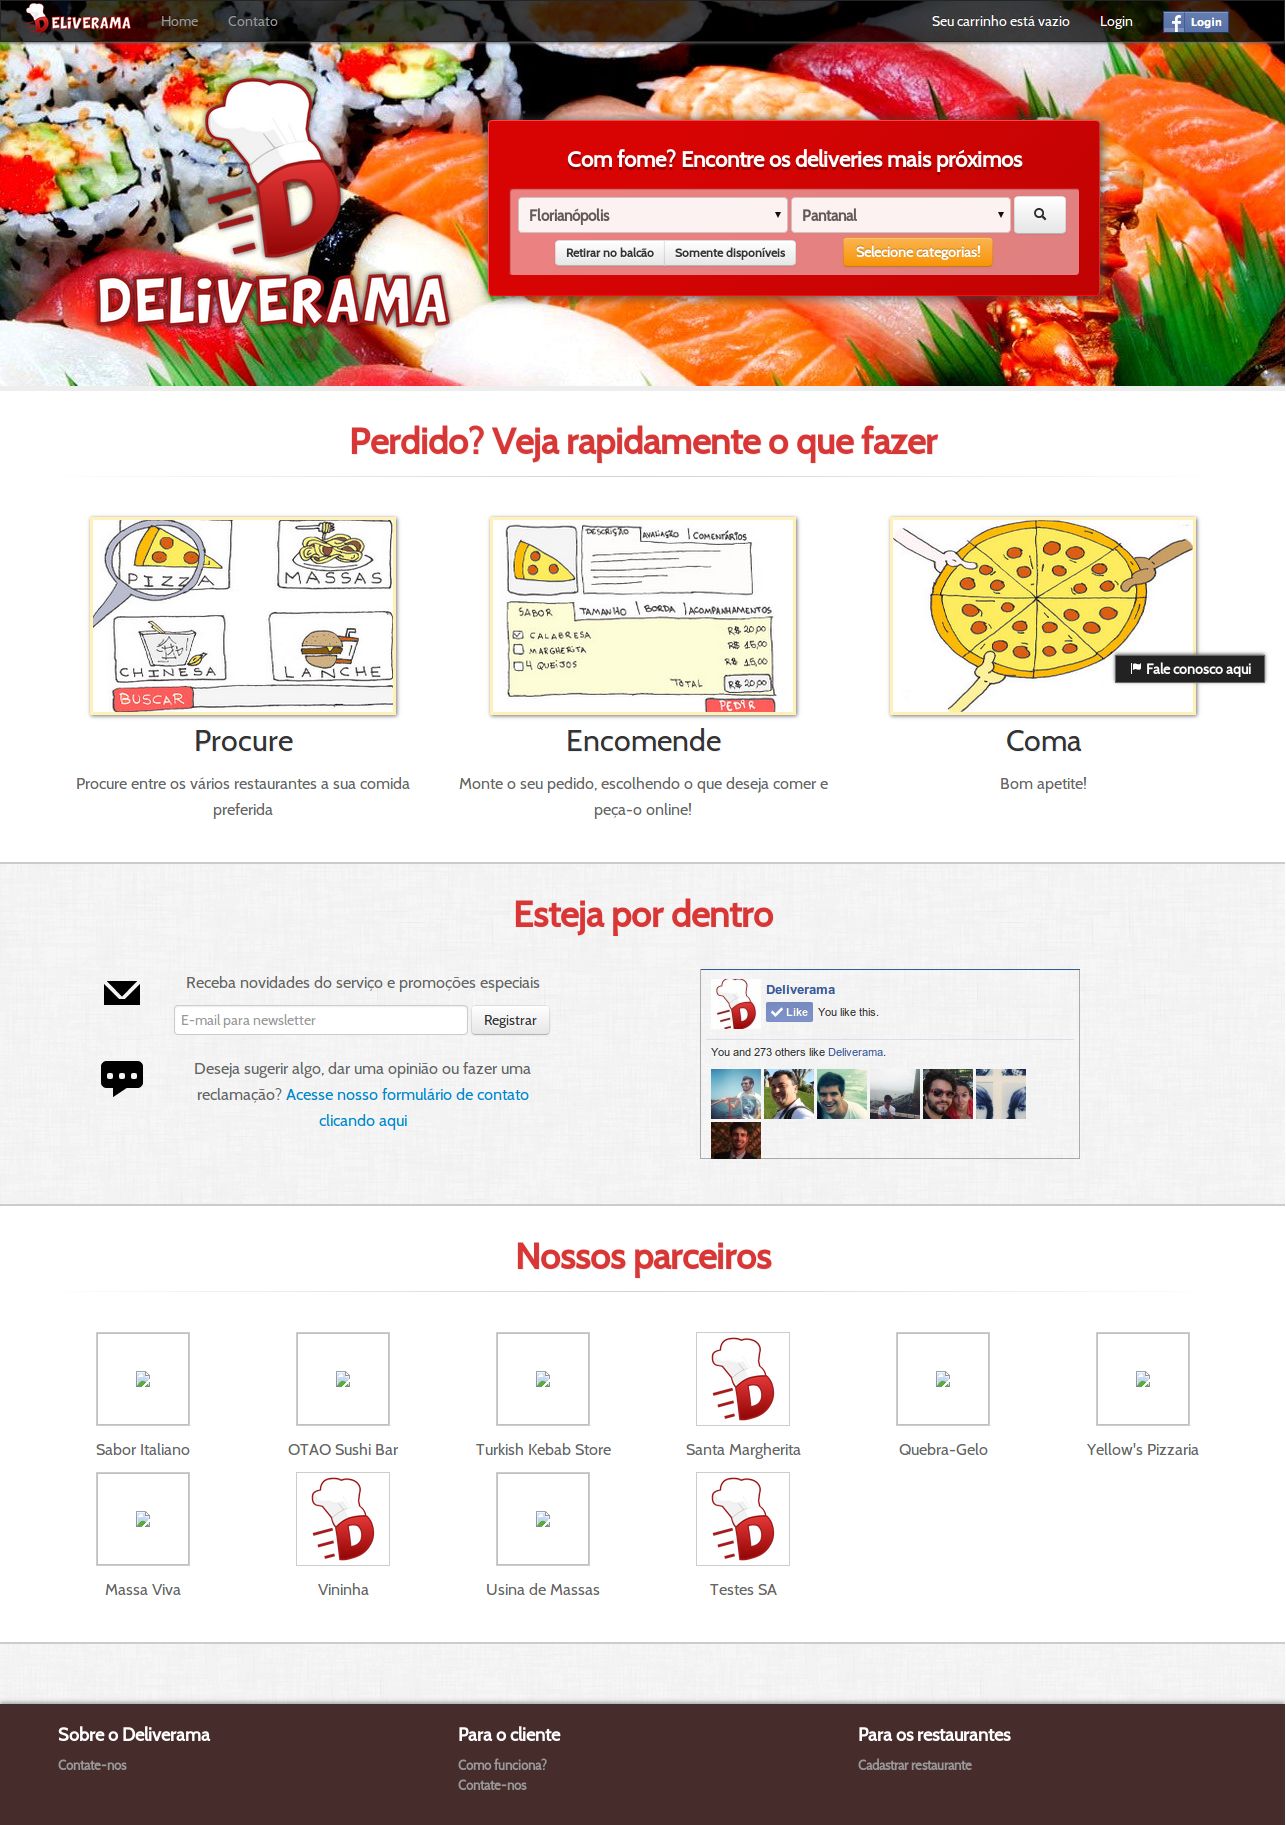 DELIVERAMA Home Contato Seu carrinho está vazio Login Login
DELIVERAMA
Com fome? Encontre os deliveries mais próximos
Florianópolis Pantanal
Retirar no balcão Somente disponíveis Selecione categorias!
Perdido? Veja rapidamente o que fazer
PIZZA MASSAS
CHINESA LANCHE
BUSCAR
DESCRIÇÃO AVALIAÇÃO COMENTÁRIOS
SABOR TAMANHO BORDA ACOMPANHAMENTOS
CALABRESA R$ 20,00
MARGHERITA R$ 15,00
4 QUEIJOS R$ 15,00
TOTAL R$ 20,00
PEDIR
Fale conosco aqui
Procure
Procure entre os vários restaurantes a sua comida
preferida
Encomende
Monte o seu pedido, escolhendo o que deseja comer e
peça-o online!
Coma
Bom apetite!
Esteja por dentro
Receba novidades do serviço e promoções especiais
E-mail para newsletter Registrar
Deseja sugerir algo, dar uma opinião ou fazer uma
reclamação? Acesse nosso formulário de contato
clicando aqui
Deliverama
Like You like this.
You and 273 others like Deliverama.
Nossos parceiros
Sabor Italiano OTAO Sushi Bar Turkish Kebab Store Santa Margherita Quebra-Gelo Yellow's Pizzaria
Massa Viva Vininha Usina de Massas Testes SA
Sobre o Deliverama
Contate-nos
Para o cliente
Como funciona?
Contate-nos
Para os restaurantes
Cadastrar restaurante